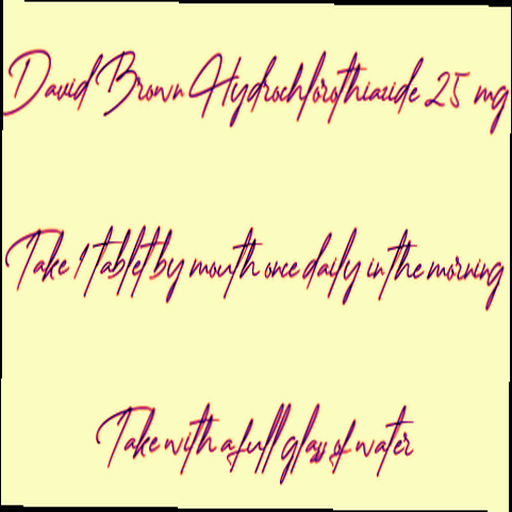 David Brown Hydrochlorothiazide 25 mg
Take 1 tablet by mouth once daily in the morning
Take with a full glass of water